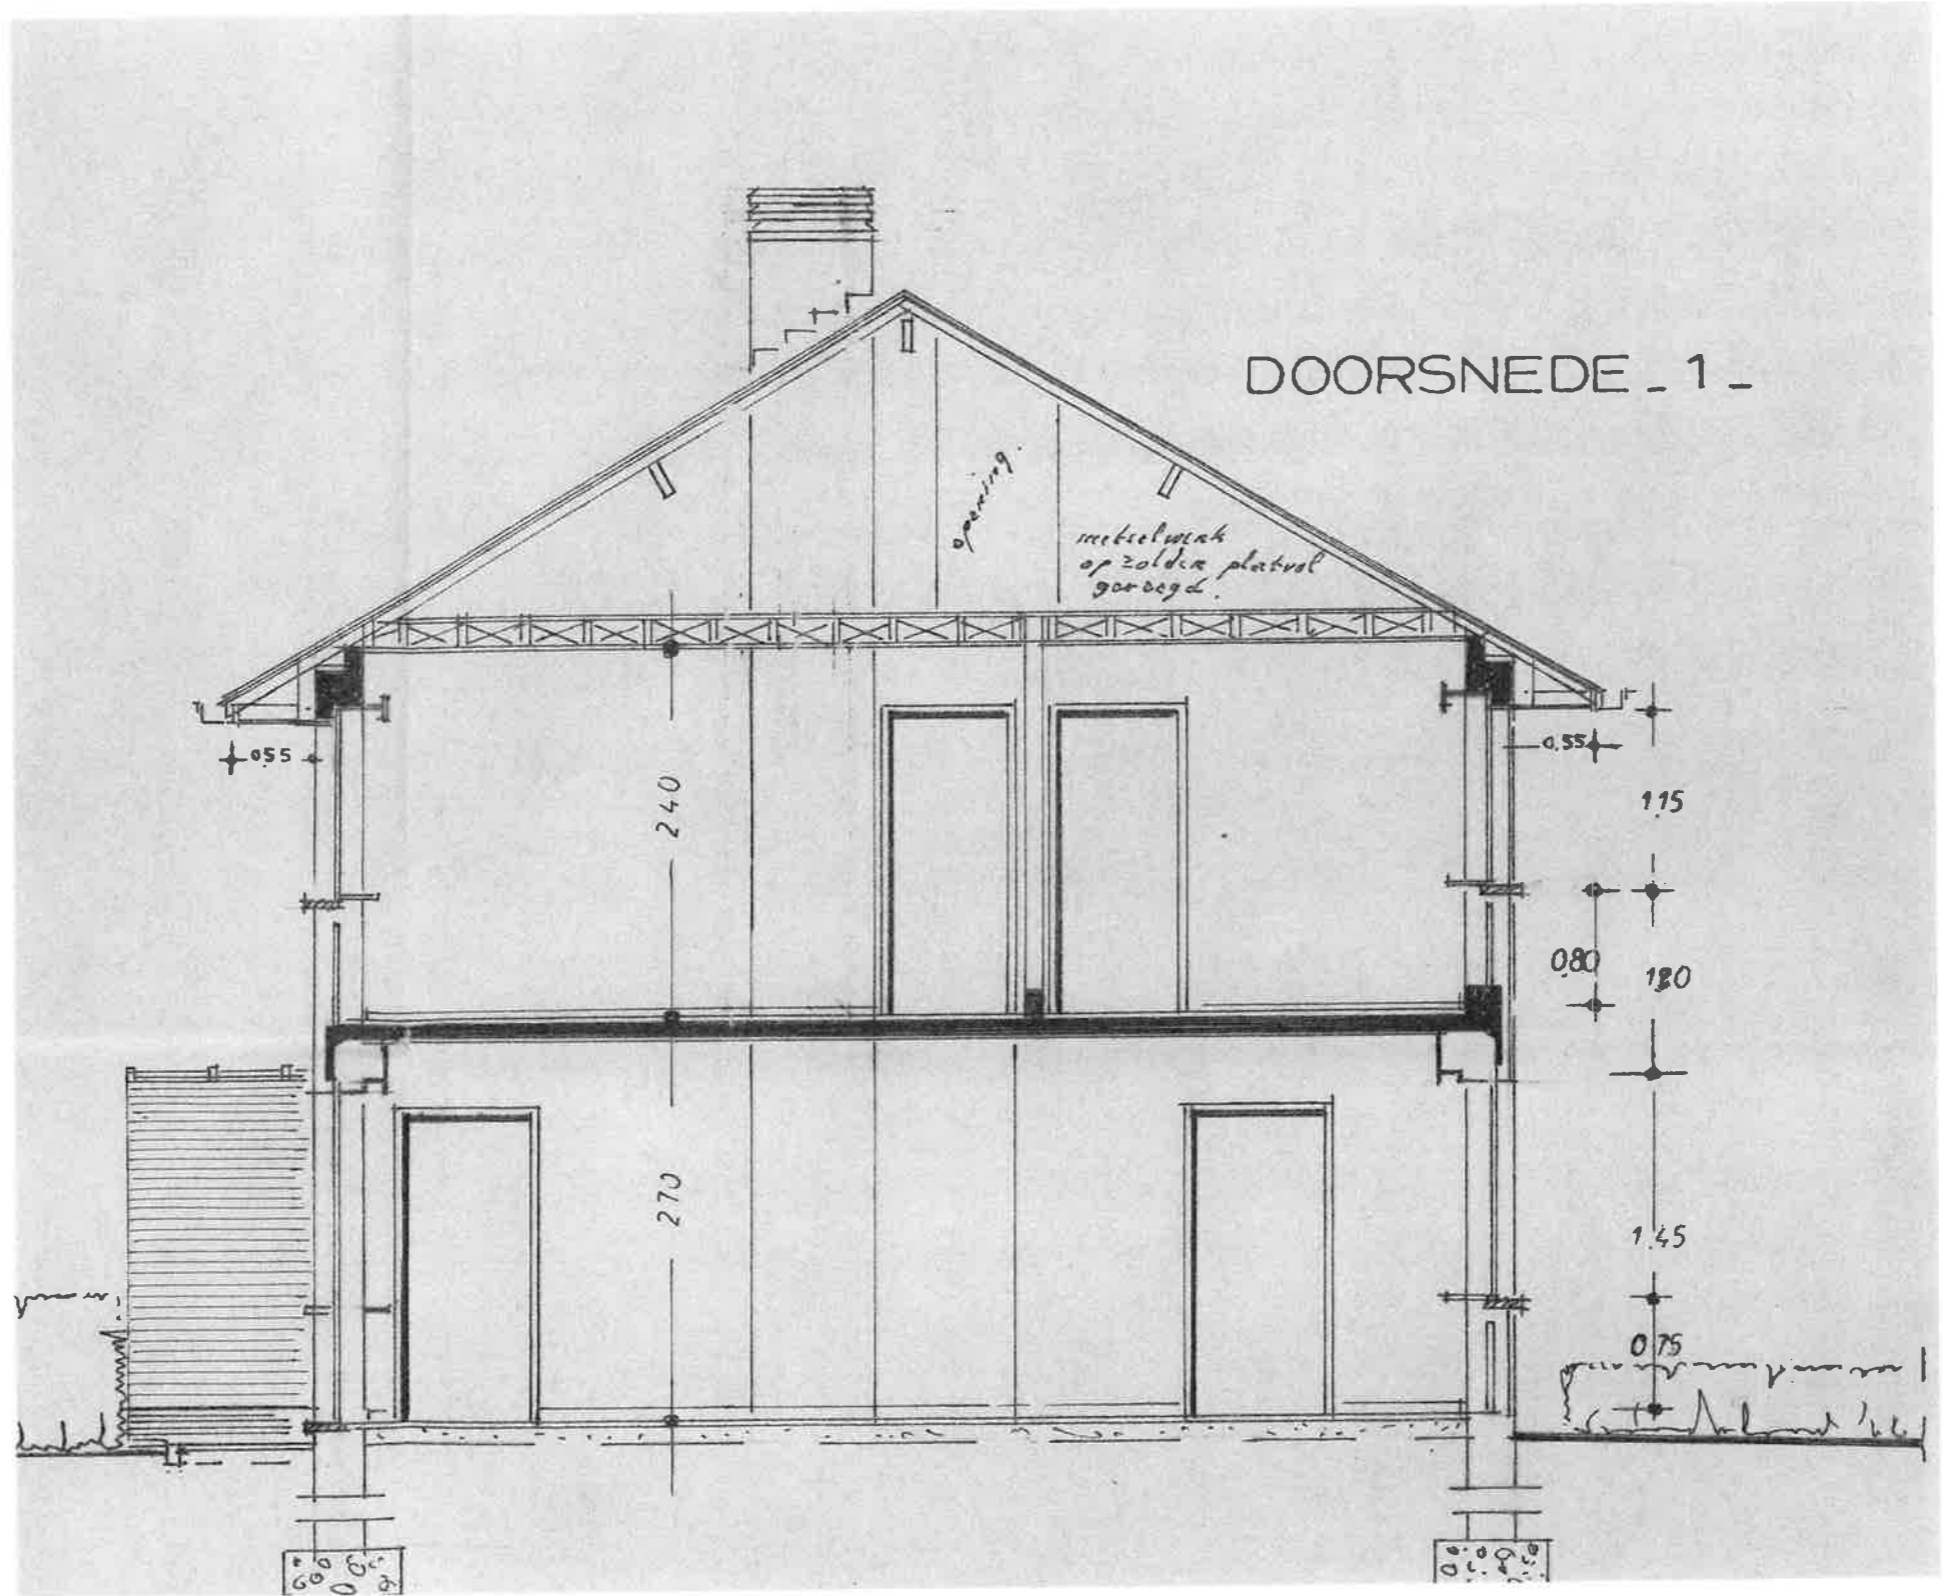 DOORSNEDE - 1 -
opening.
metselwerk
op zolder platvol
gevoegd.
0.55
0.55
240
1.15
0.80
1.20
270
1.45
0.75